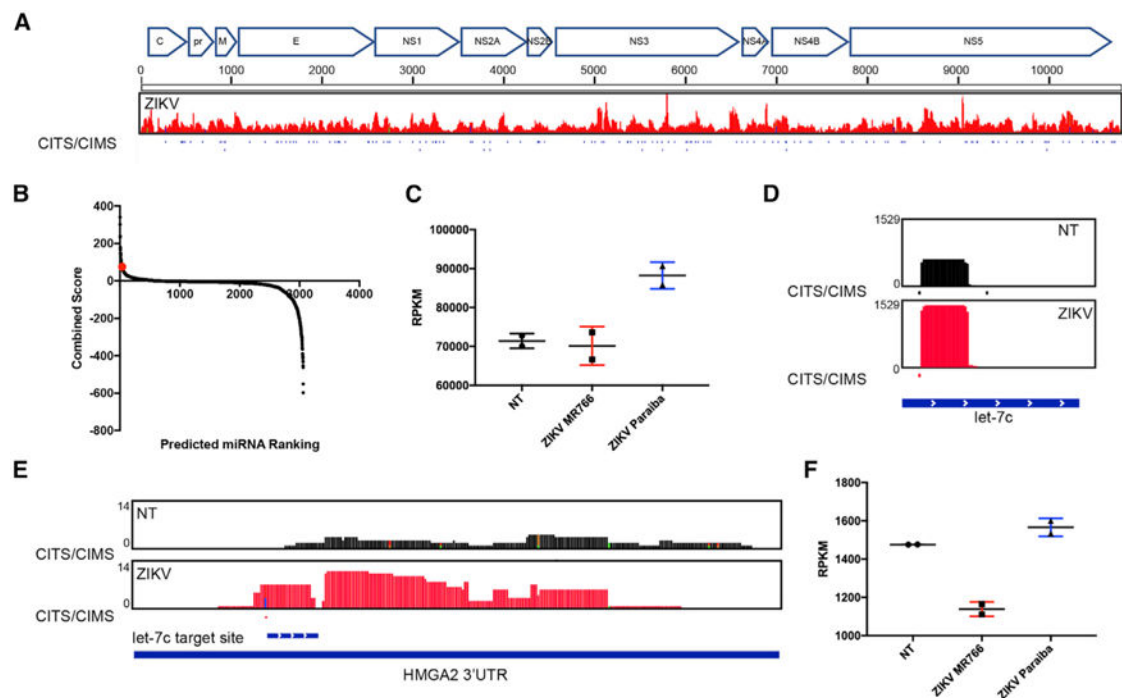 A
C pr M E NS1 NS2A NS2B NS3 NS4A NS4B NS5
0 1000 2000 3000 4000 5000 6000 7000 8000 9000 10000
ZIKV
CITS/CIMS
B
400
200
0
-200
-400
-600
-800
1000 2000 3000 4000
Combined Score
Predicted miRNA Ranking
C
100000
90000
80000
70000
60000
RPKM
NT
ZIKV MR766
ZIKV Paraiba
D
1529
NT
0
CITS/CIMS
1529
ZIKV
0
CITS/CIMS
let-7c
E
14
NT
0
CITS/CIMS
14
ZIKV
0
CITS/CIMS
let-7c target site
HMGA2 3'UTR
F
1800
1600
1400
1200
1000
RPKM
NT
ZIKV MR766
ZIKV Paraiba